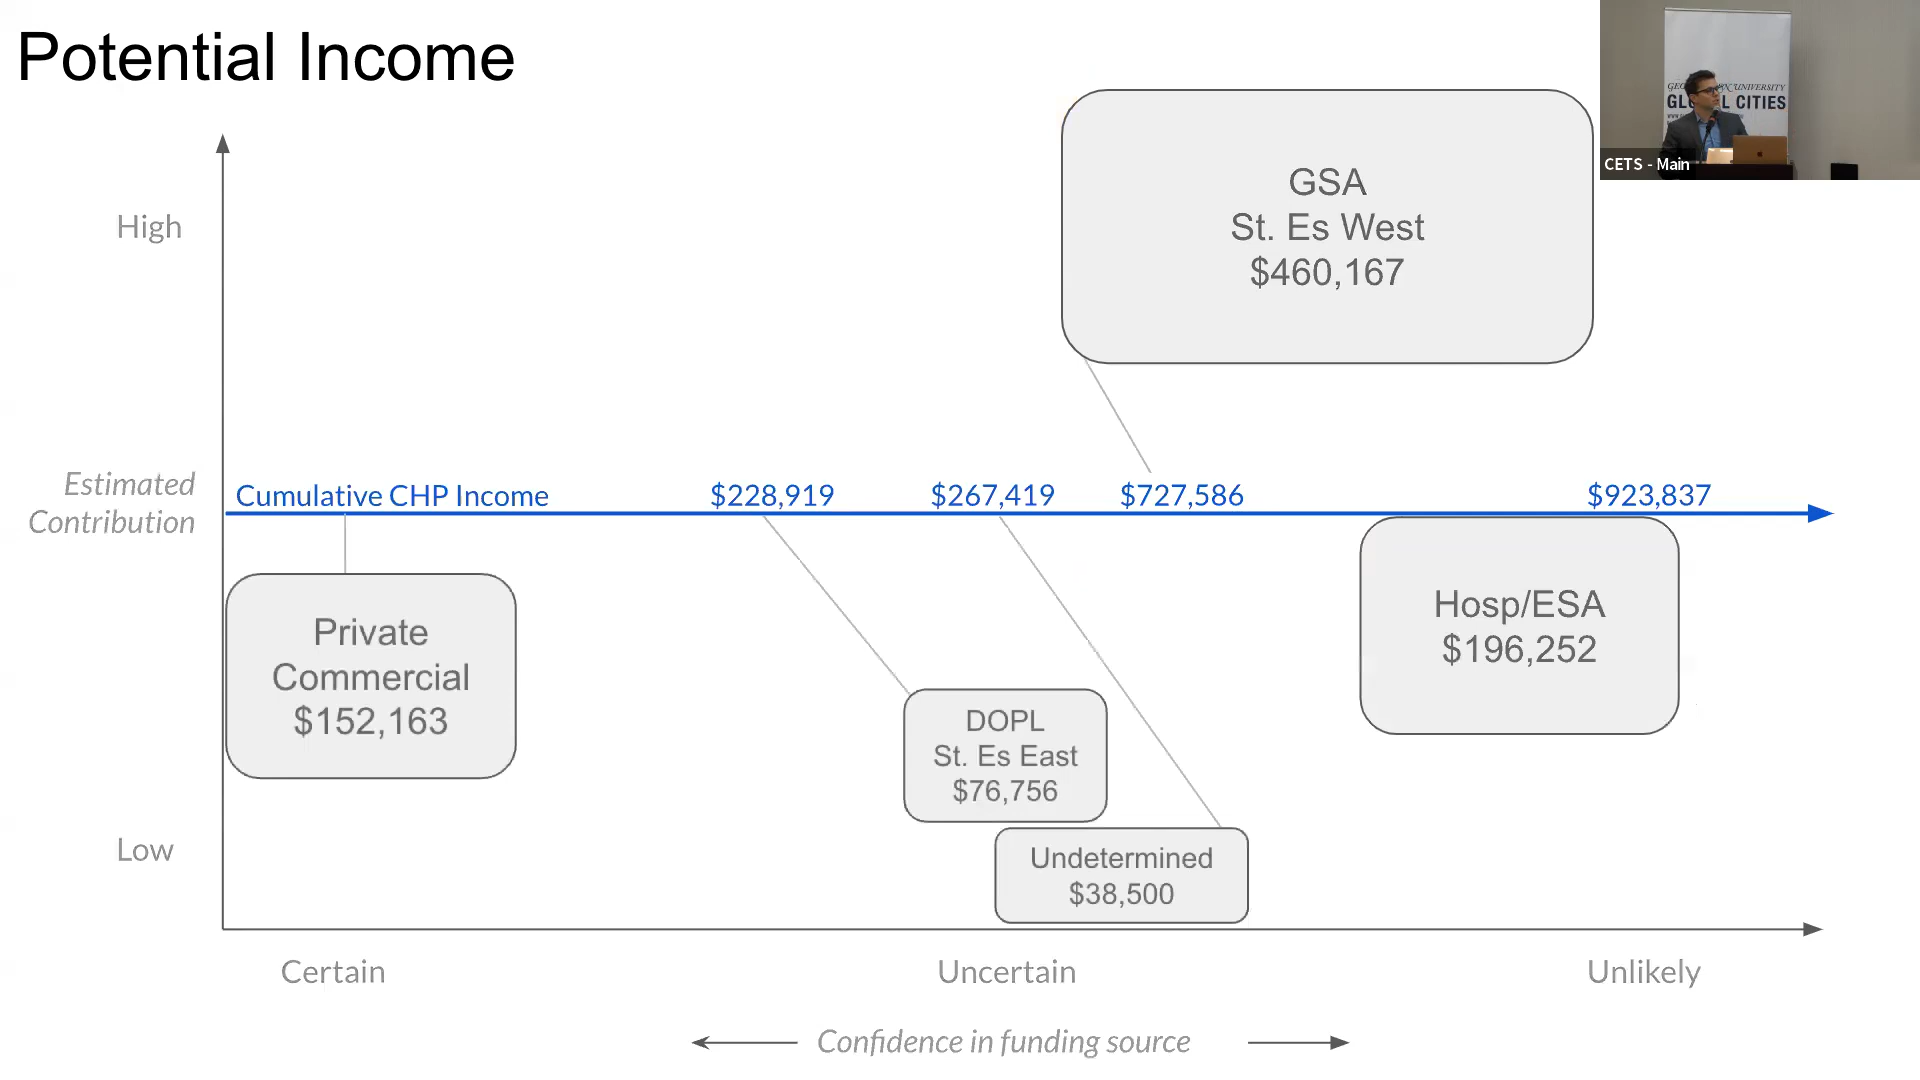 Potential Income
GLOBAL CITIES
CETS - Main
High
GSA
St. Es West
$460,167
Estimated
Contribution
Cumulative CHP Income
$228,919
$267,419
$727,586
$923,837
Private
Commercial
$152,163
Hosp/ESA
$196,252
DOPL
St. Es East
$76,756
Low
Undetermined
$38,500
Certain
Uncertain
Unlikely
Confidence in funding source